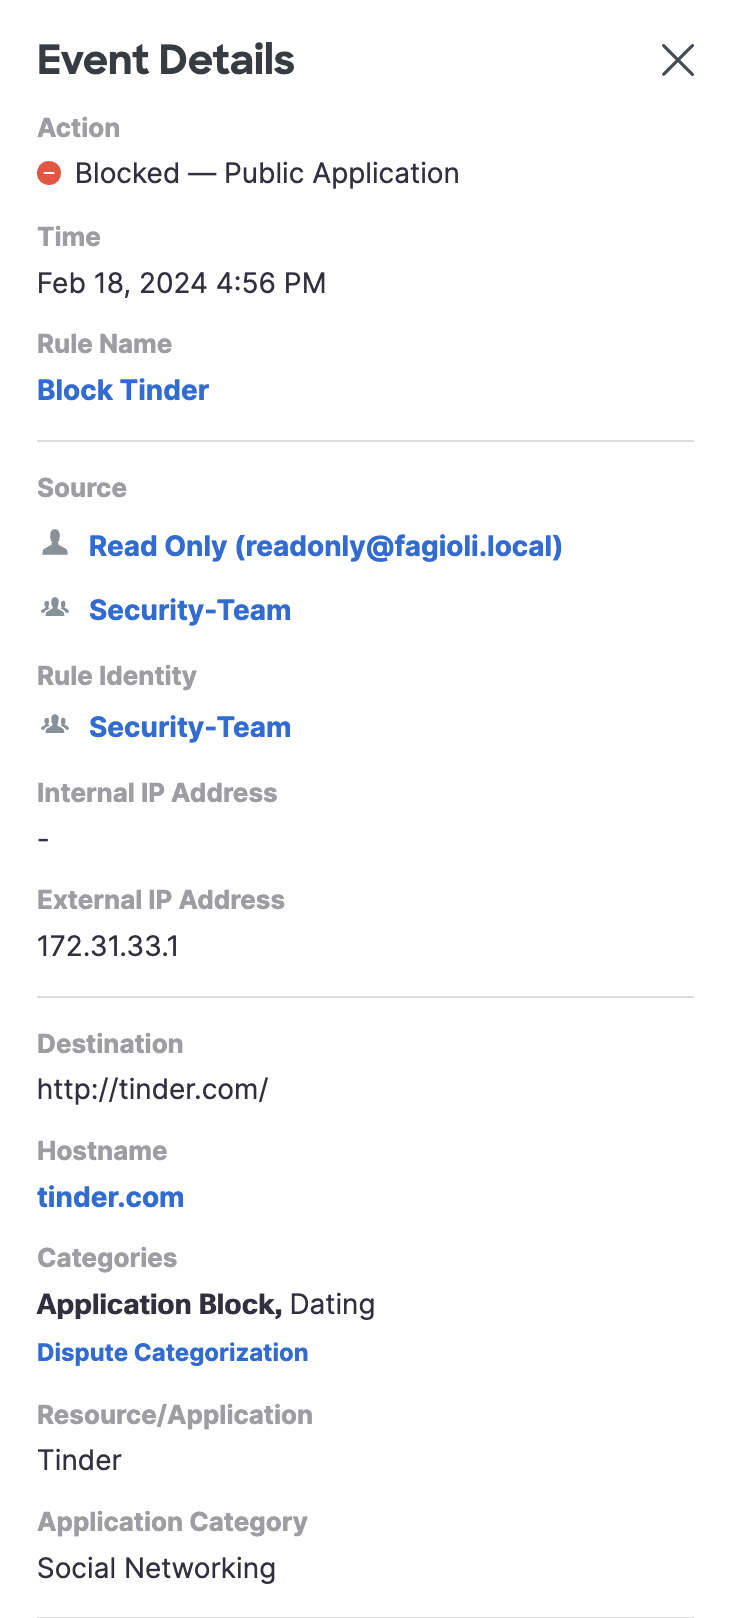 Event Details
Action
Blocked — Public Application
Time
Feb 18, 2024 4:56 PM
Rule Name
Block Tinder
Source
Read Only (readonly@fagioli.local)
Security-Team
Rule Identity
Security-Team
Internal IP Address
-
External IP Address
172.31.33.1
Destination
http://tinder.com/
Hostname
tinder.com
Categories
Application Block, Dating
Dispute Categorization
Resource/Application
Tinder
Application Category
Social Networking